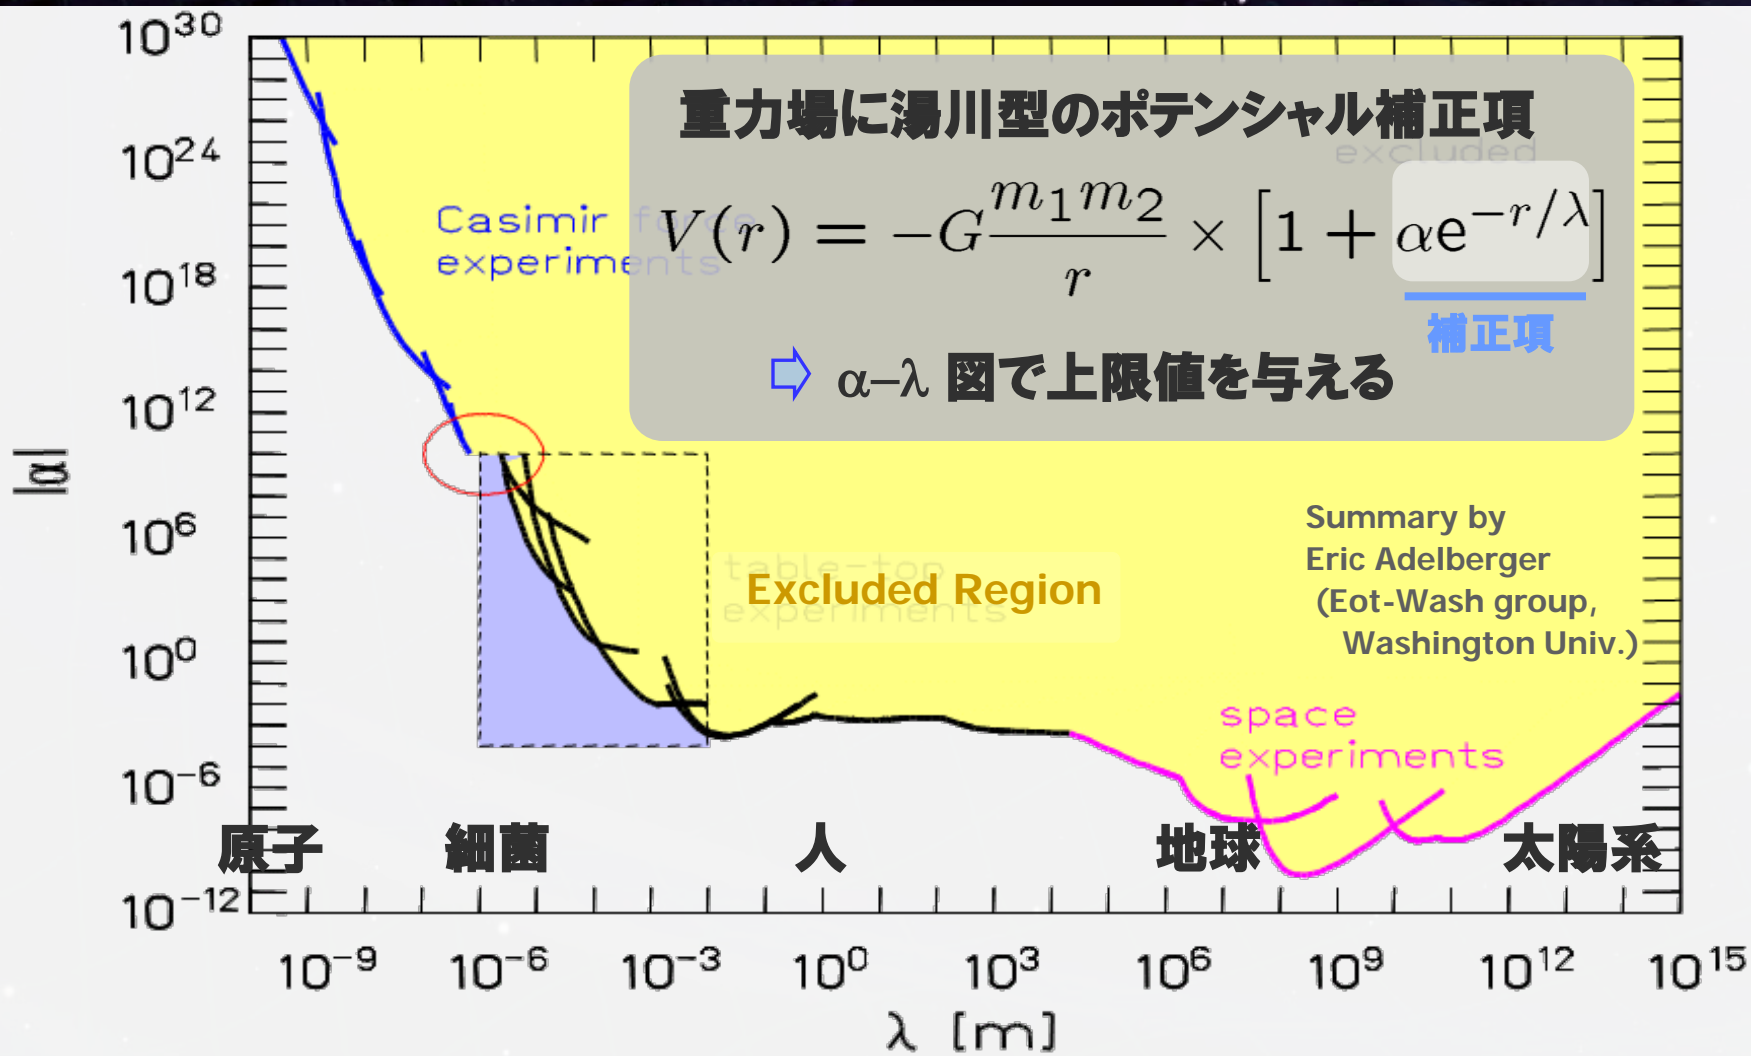 10^30
10^24
10^18
10^12
10^6
10^0
10^-6
10^-12
|α|
重力場に湯川型のポテンシャル補正項
excluded
V(r) = -G m1m2/r × [1 + αe^{-r/λ}]
補正項
α–λ 図で上限値を与える
Casimir force
experiments
table-top
experiments
Excluded Region
Summary by
Eric Adelberger
(Eot-Wash group,
Washington Univ.)
space
experiments
原子 細菌 人 地球 太陽系
10^-9 10^-6 10^-3 10^0 10^3 10^6 10^9 10^12 10^15
λ [m]